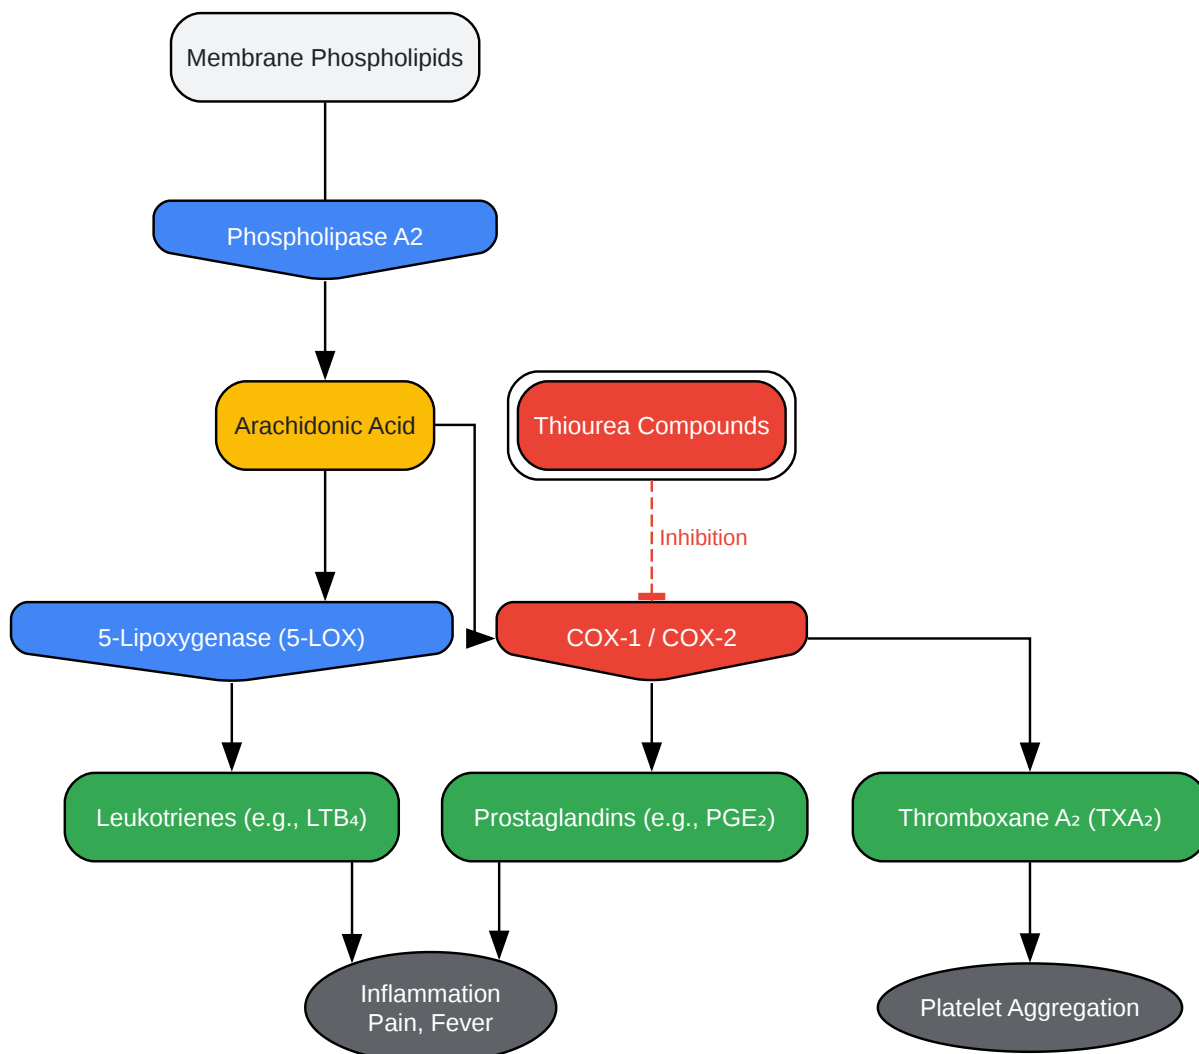 Membrane Phospholipids
Phospholipase A2
Arachidonic Acid
Thiourea Compounds
Inhibition
5-Lipoxygenase (5-LOX)
COX-1 / COX-2
Leukotrienes (e.g., LTB₄)
Prostaglandins (e.g., PGE₂)
Thromboxane A₂ (TXA₂)
Inflammation
Pain, Fever
Platelet Aggregation